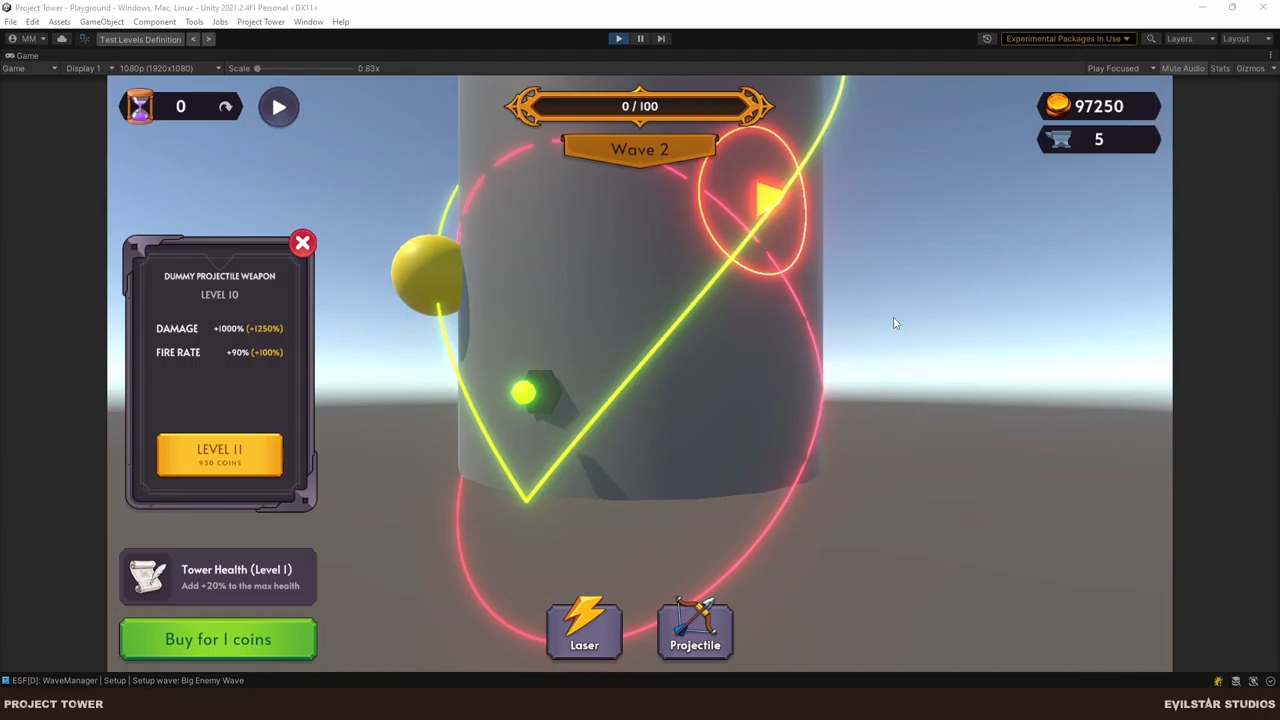 Project Tower - Playground - Windows, Mac, Linux - Unity 2021.2.4f1 Personal <DX11>
File Edit Assets GameObject Component Tools Jobs Project Tower Window Help
MM Test Levels Definition < > Experimental Packages In Use Layers Layout
Game
Game Display 1 1080p (1920x1080) Scale 0.83x Play Focused Mute Audio Stats Gizmos
0
0 / 100
97250
Wave 2
5
DUMMY PROJECTILE WEAPON
LEVEL 10
DAMAGE +1000% (+1250%)
FIRE RATE +90% (+100%)
LEVEL 11
930 COINS
Tower Health (Level 1)
Add +20% to the max health
Buy for 1 coins
Laser
Projectile
ESF[D]: WaveManager | Setup | Setup wave: Big Enemy Wave
PROJECT TOWER
EVILSTAR STUDIOS